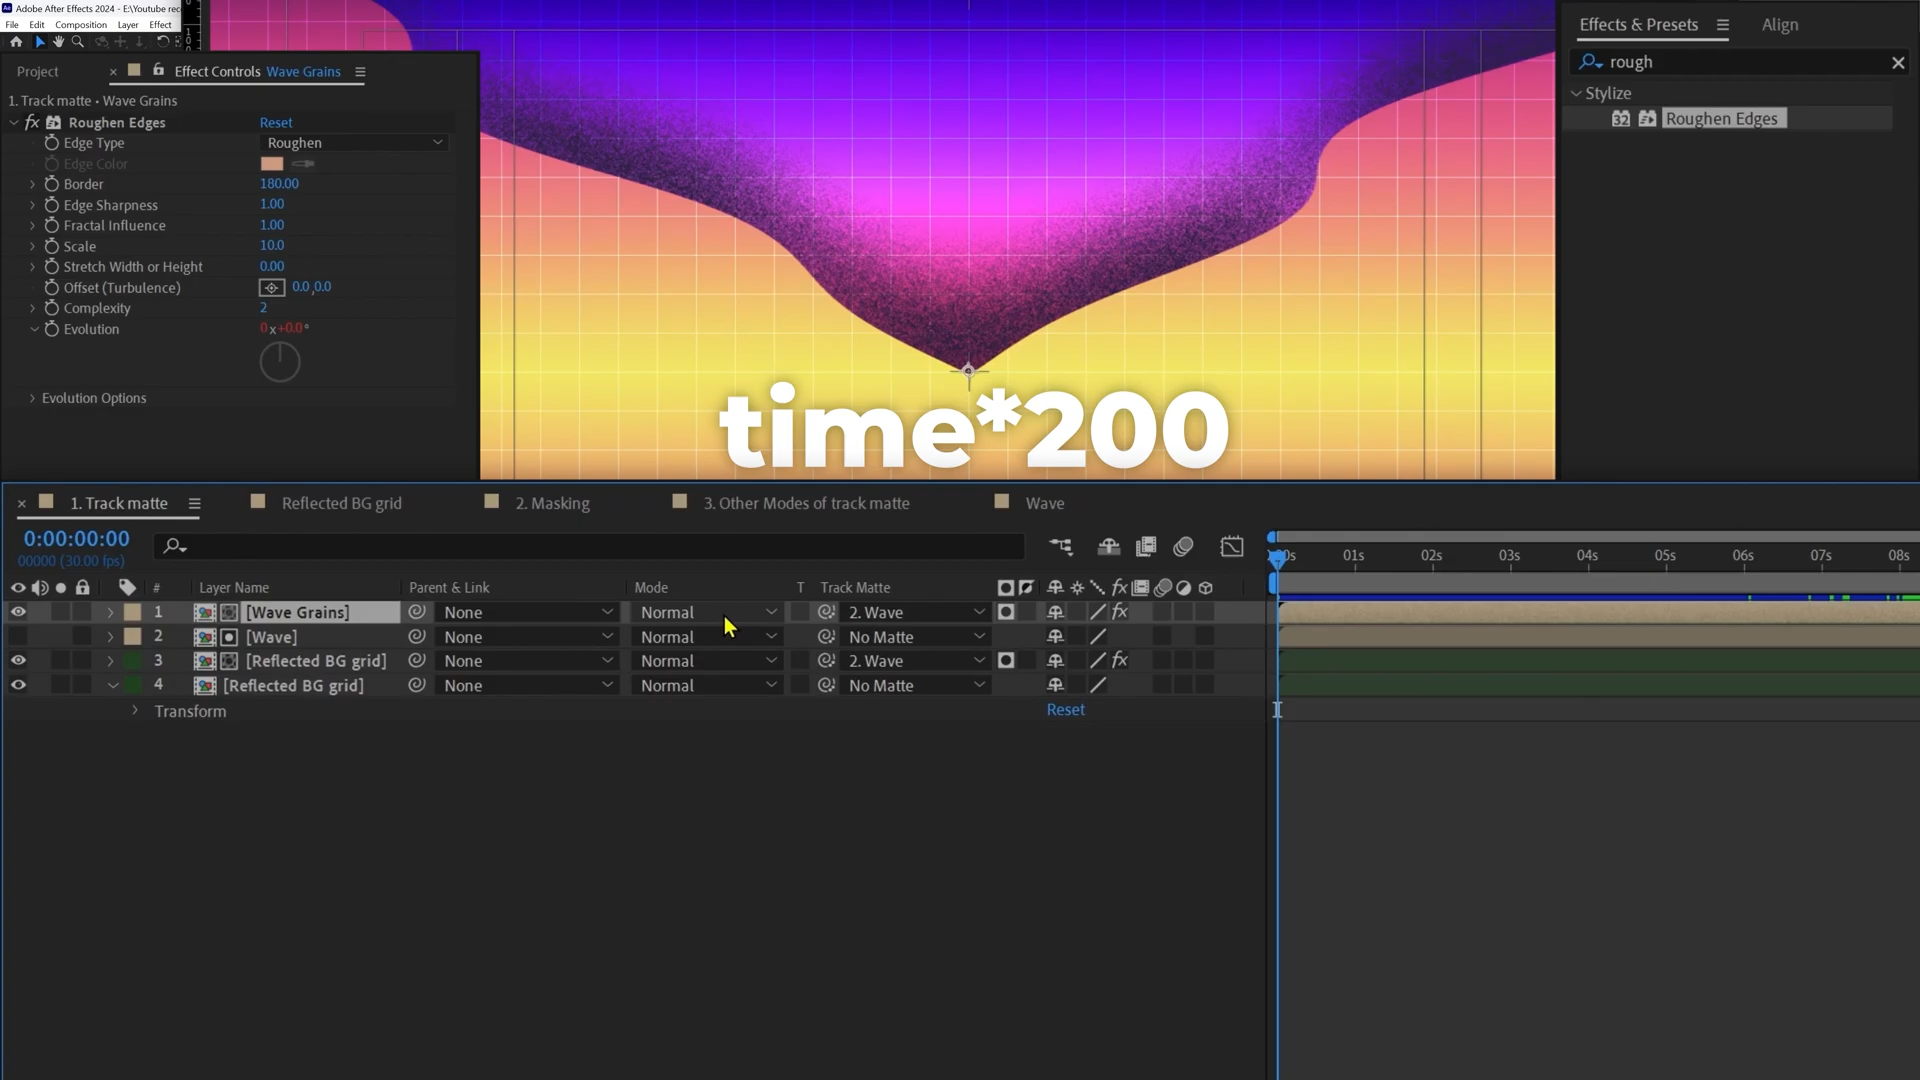 Adobe After Effects 2024 - E:\Youtube rec
File Edit Composition Layer Effect
Project
Effect Controls Wave Grains
1. Track matte • Wave Grains
fx Roughen Edges Reset
Edge Type Roughen
Edge Color
Border 180.00
Edge Sharpness 1.00
Fractal Influence 1.00
Scale 10.0
Stretch Width or Height 0.00
Offset (Turbulence) 0.0,0.0
Complexity 2
Evolution 0x+0.0°
Evolution Options
time*200
Effects & Presets Align
rough
Stylize
32 Roughen Edges
1. Track matte Reflected BG grid 2. Masking 3. Other Modes of track matte Wave
0:00:00:00
00000 (30.00 fps)
01s 02s 03s 04s 05s 06s 07s 08s
# Layer Name Parent & Link Mode T Track Matte fx
1 [Wave Grains] None Normal 2. Wave fx
2 [Wave] None Normal No Matte
3 [Reflected BG grid] None Normal 2. Wave fx
4 [Reflected BG grid] None Normal No Matte
Transform Reset